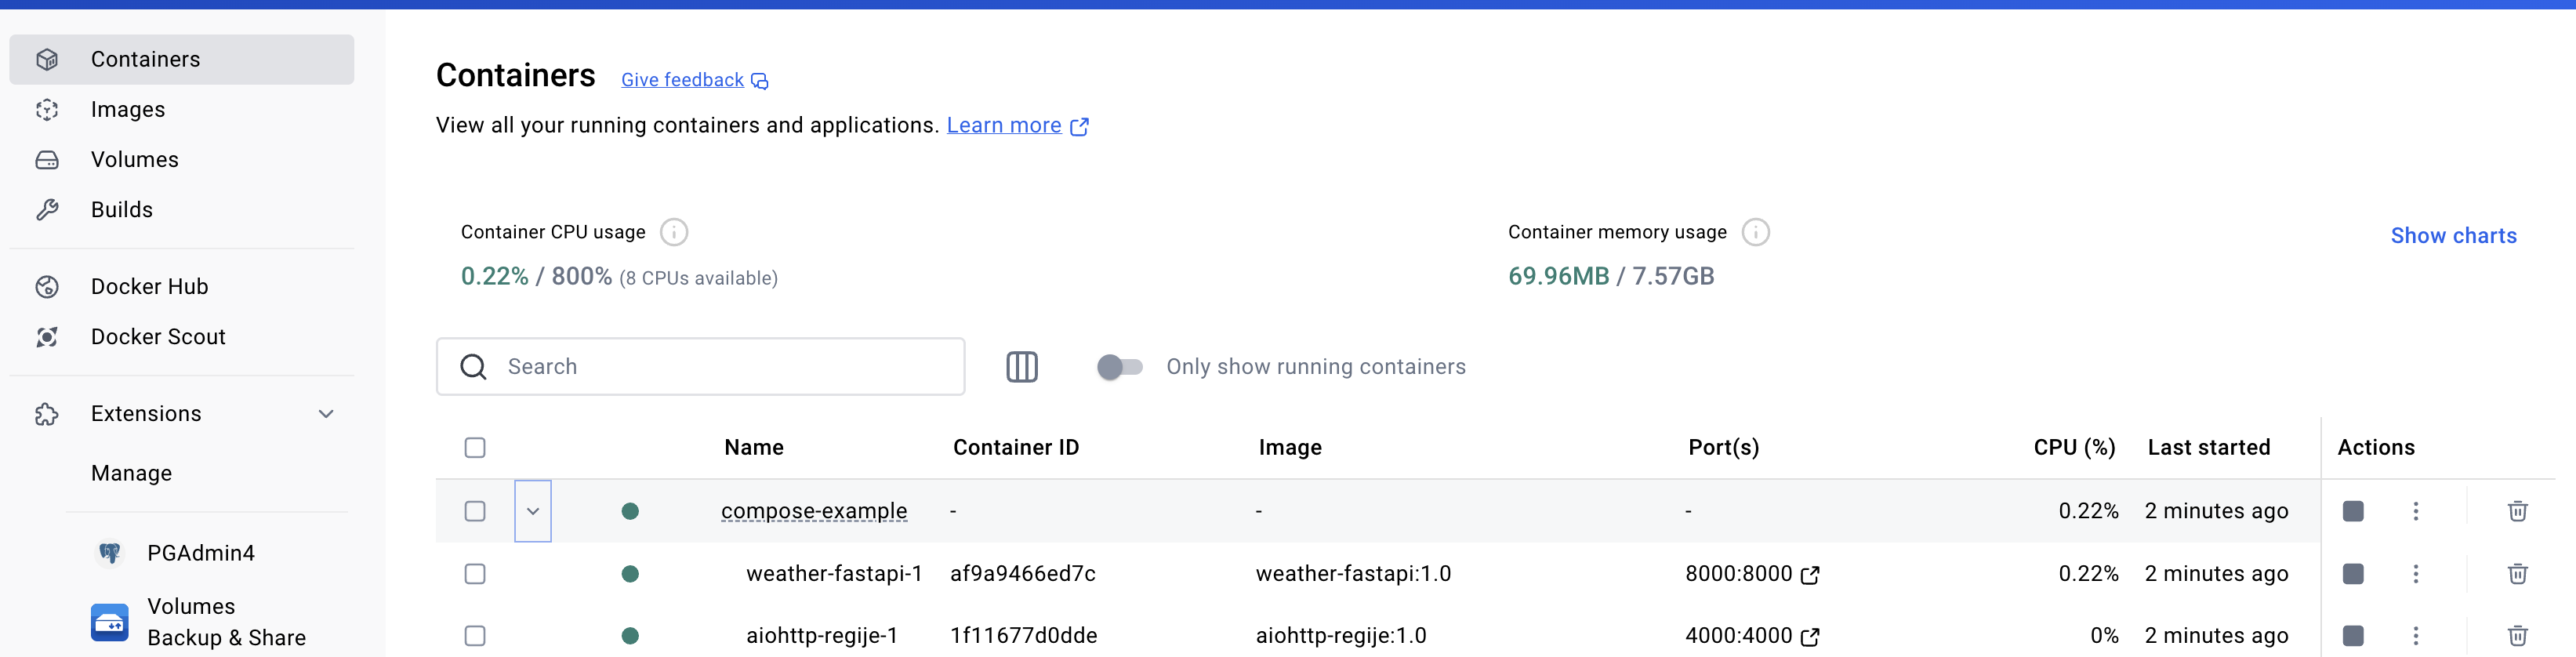 Containers
Images
Volumes
Builds
Docker Hub
Docker Scout
Extensions
Manage
PGAdmin4
Volumes
Backup & Share
Containers Give feedback
View all your running containers and applications. Learn more
Container CPU usage
0.22% / 800% (8 CPUs available)
Container memory usage
69.96MB / 7.57GB
Show charts
Search
Only show running containers
Name Container ID Image Port(s) CPU (%) Last started Actions
compose-example - - - 0.22% 2 minutes ago
weather-fastapi-1 af9a9466ed7c weather-fastapi:1.0 8000:8000 0.22% 2 minutes ago
aiohttp-regije-1 1f11677d0dde aiohttp-regije:1.0 4000:4000 0% 2 minutes ago